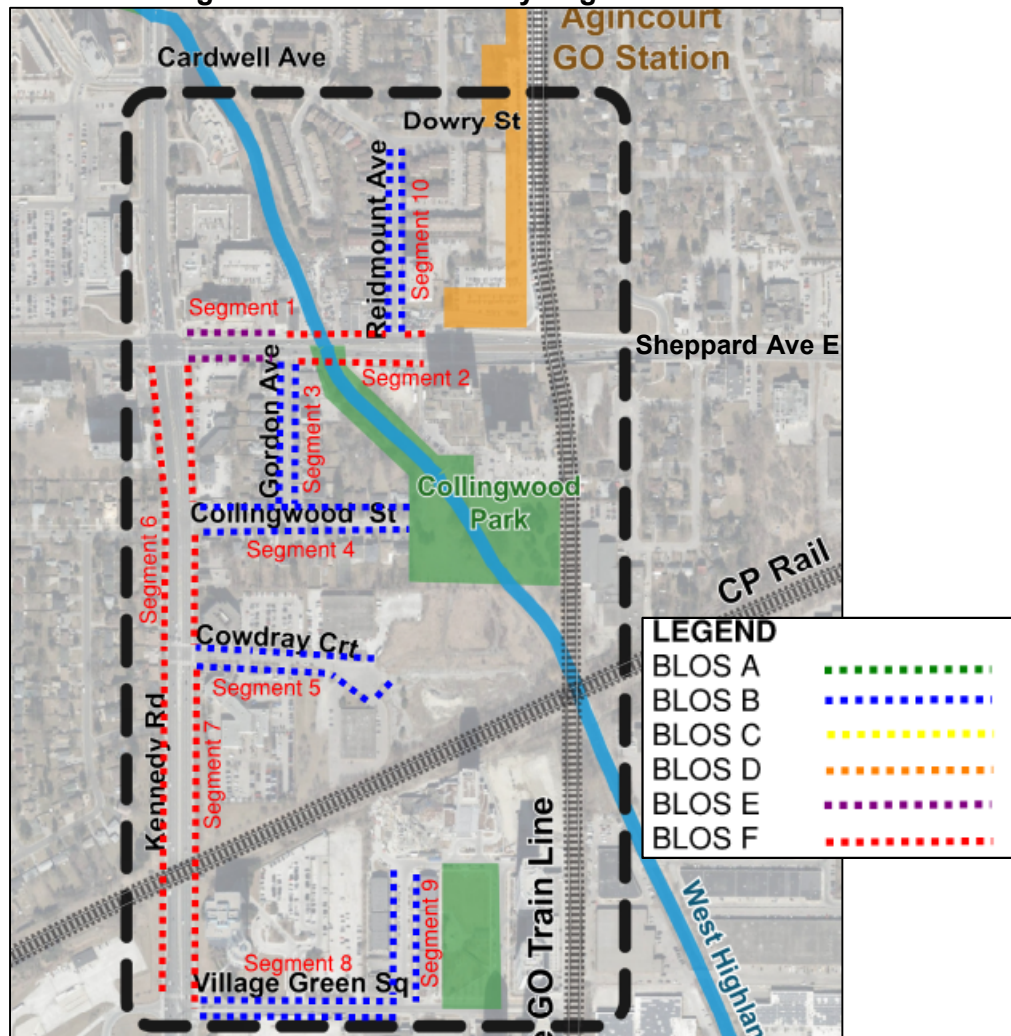 Cardwell Ave
Agincourt
GO Station
Dowry St
Reidmount Ave
Segment 10
Segment 1
Sheppard Ave E
Segment 2
Gordon Ave
Segment 3
Collingwood
Park
Collingwood St
Segment 4
Segment 6
CP Rail
Cowdray Crt
Segment 5
Kennedy Rd
Segment 7
LEGEND
BLOS A
BLOS B
BLOS C
BLOS D
BLOS E
BLOS F
GO Train Line
West Highlan
Segment 9
Segment 8
Village Green Sq